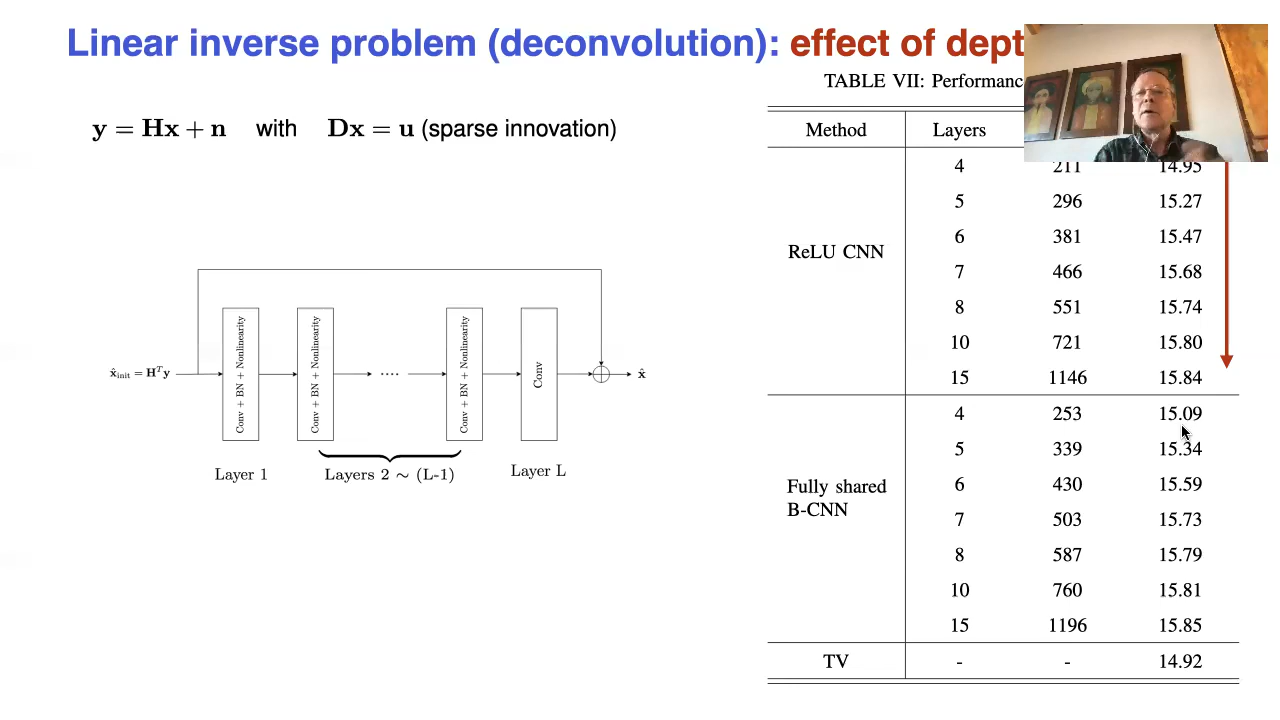 Linear inverse problem (deconvolution): effect of dept
TABLE VII: Performanc
y = Hx + n with Dx = u (sparse innovation)
Method Layers
ReLU CNN
4 211 14.95
5 296 15.27
6 381 15.47
7 466 15.68
8 551 15.74
10 721 15.80
15 1146 15.84
Fully shared
B-CNN
4 253 15.09
5 339 15.34
6 430 15.59
7 503 15.73
8 587 15.79
10 760 15.81
15 1196 15.85
TV - - 14.92
x̂init = Hᵀy
Conv + BN + Nonlinearity
Conv + BN + Nonlinearity
....
Conv + BN + Nonlinearity
Conv
x̂
Layer 1
Layers 2 ~ (L-1)
Layer L